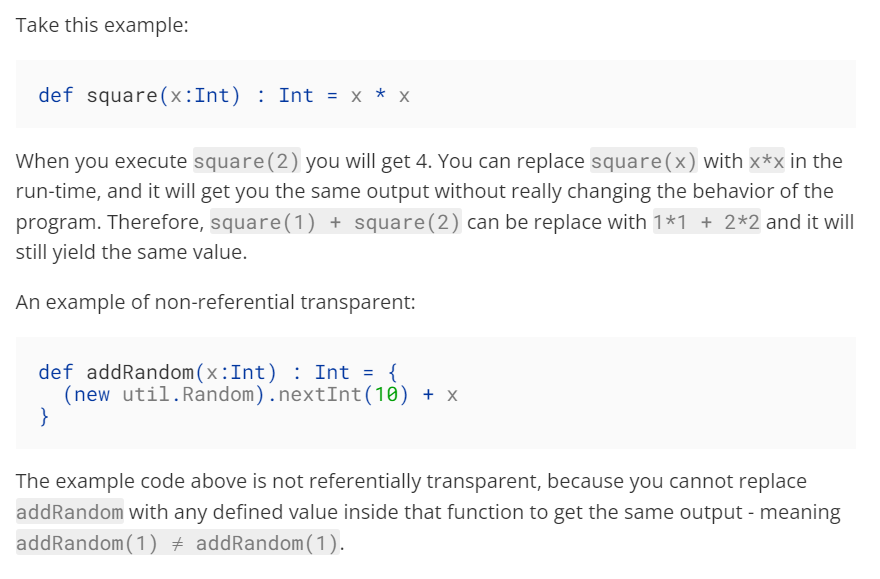 Take this example:
def square(x:Int) : Int = x * x
When you execute square(2) you will get 4. You can replace square(x) with x*x in the
run-time, and it will get you the same output without really changing the behavior of the
program. Therefore, square(1) + square(2) can be replace with 1*1 + 2*2 and it will
still yield the same value.
An example of non-referential transparent:
def addRandom(x:Int) : Int = {
  (new util.Random).nextInt(10) + x
}
The example code above is not referentially transparent, because you cannot replace
addRandom with any defined value inside that function to get the same output - meaning
addRandom(1) ≠ addRandom(1).